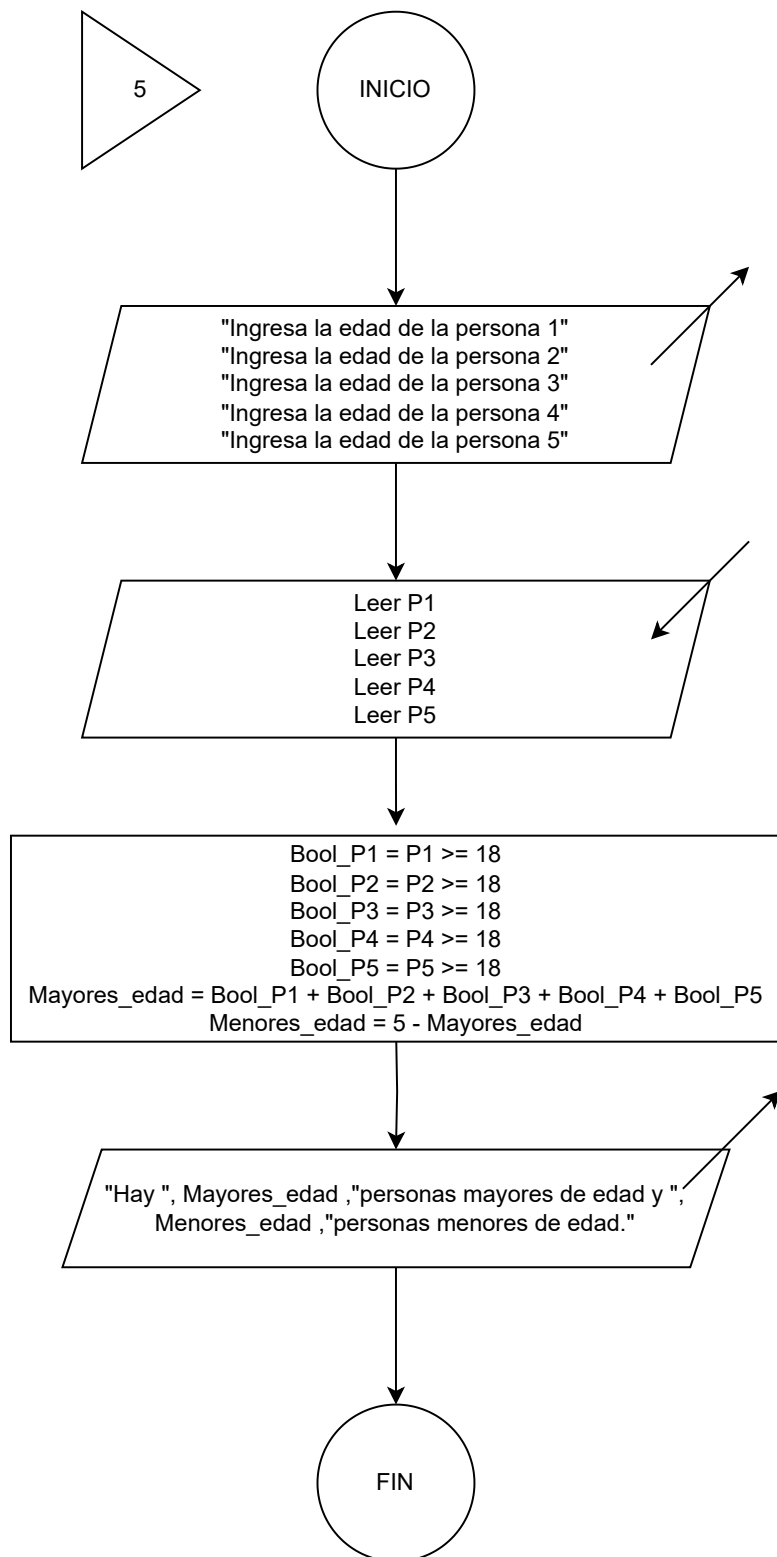 5
INICIO
"Ingresa la edad de la persona 1"
"Ingresa la edad de la persona 2"
"Ingresa la edad de la persona 3"
"Ingresa la edad de la persona 4"
"Ingresa la edad de la persona 5"
Leer P1
Leer P2
Leer P3
Leer P4
Leer P5
Bool_P1 = P1 >= 18
Bool_P2 = P2 >= 18
Bool_P3 = P3 >= 18
Bool_P4 = P4 >= 18
Bool_P5 = P5 >= 18
Mayores_edad = Bool_P1 + Bool_P2 + Bool_P3 + Bool_P4 + Bool_P5
Menores_edad = 5 - Mayores_edad
"Hay ", Mayores_edad ,"personas mayores de edad y ",
Menores_edad ,"personas menores de edad."
FIN